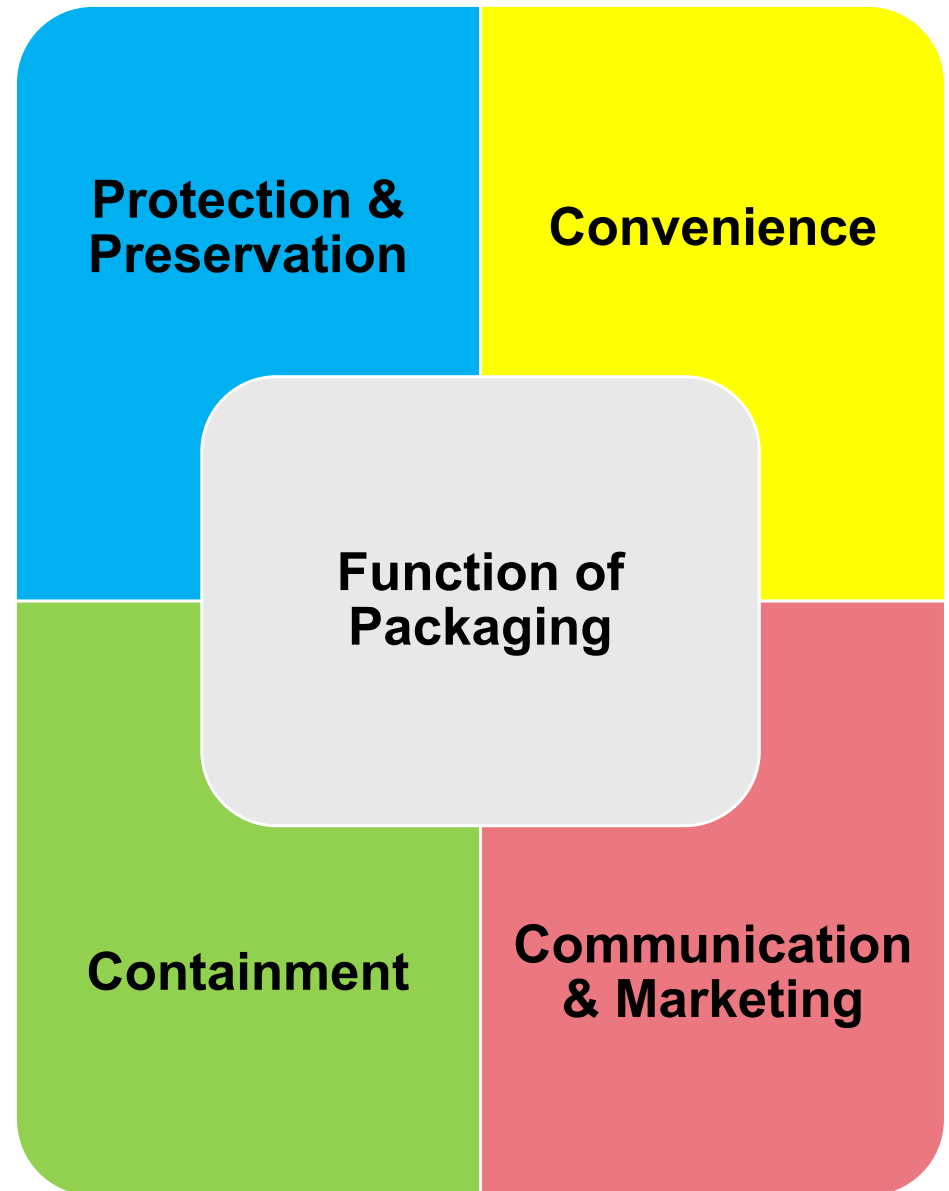 Protection &
Preservation
Convenience
Function of
Packaging
Containment
Communication
& Marketing